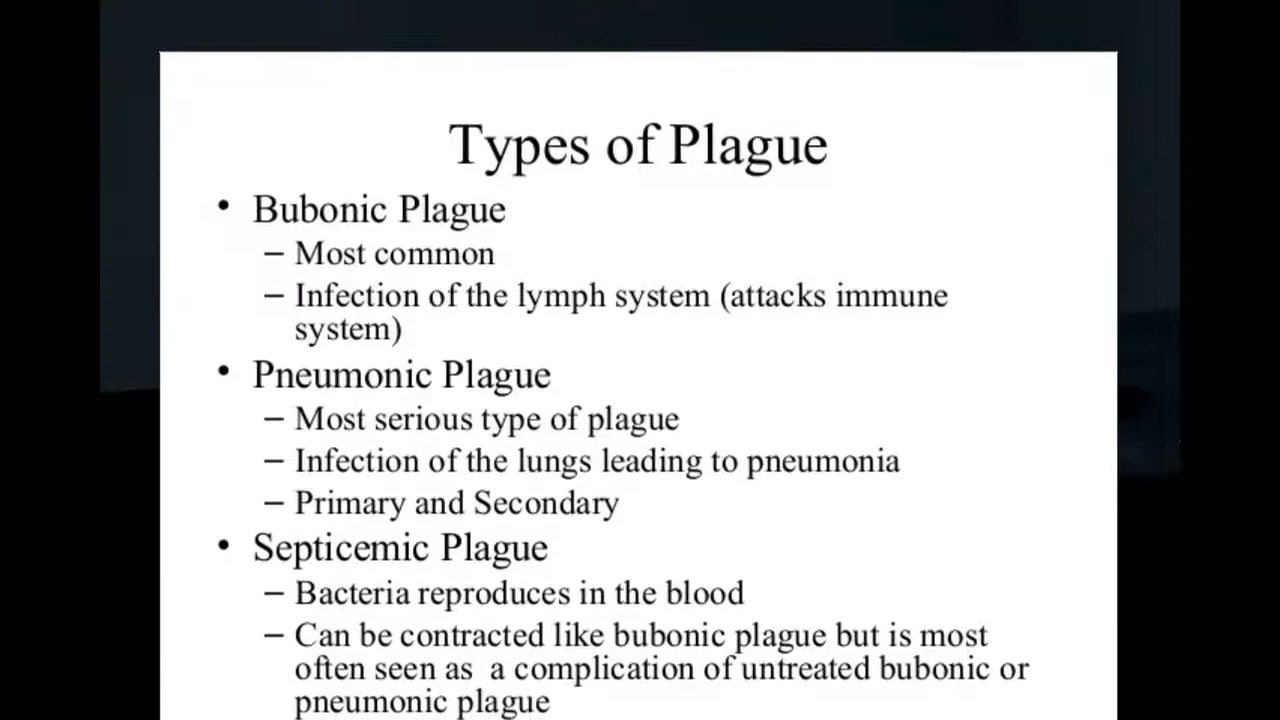 Types of Plague
• Bubonic Plague
– Most common
– Infection of the lymph system (attacks immune
system)
• Pneumonic Plague
– Most serious type of plague
– Infection of the lungs leading to pneumonia
– Primary and Secondary
• Septicemic Plague
– Bacteria reproduces in the blood
– Can be contracted like bubonic plague but is most
often seen as  a complication of untreated bubonic or
pneumonic plague